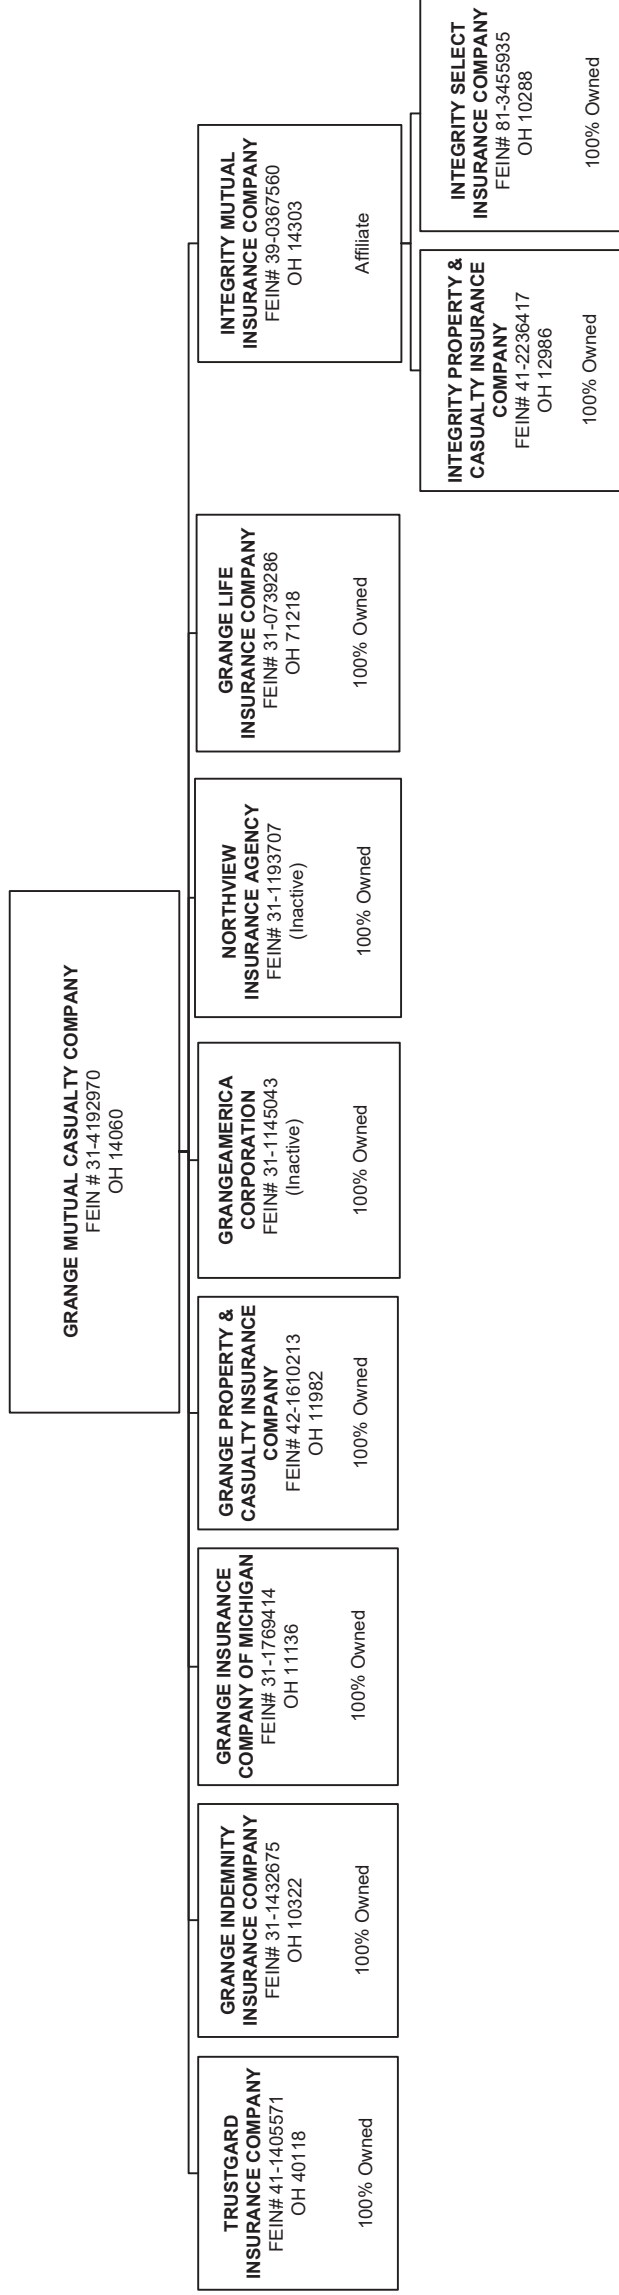 GRANGE MUTUAL CASUALTY COMPANY
FEIN # 31-4192970
OH 14060
TRUSTGARD
INSURANCE COMPANY
FEIN# 41-1405571
OH 40118
100% Owned
GRANGE INDEMNITY
INSURANCE COMPANY
FEIN# 31-1432675
OH 10322
100% Owned
GRANGE INSURANCE
COMPANY OF MICHIGAN
FEIN# 31-1769414
OH 11136
100% Owned
GRANGE PROPERTY &
CASUALTY INSURANCE
COMPANY
FEIN# 42-1610213
OH 11982
100% Owned
GRANGEAMERICA
CORPORATION
FEIN# 31-1145043
(Inactive)
100% Owned
NORTHVIEW
INSURANCE AGENCY
FEIN# 31-1193707
(Inactive)
100% Owned
GRANGE LIFE
INSURANCE COMPANY
FEIN# 31-0739286
OH 71218
100% Owned
INTEGRITY MUTUAL
INSURANCE COMPANY
FEIN# 39-0367560
OH 14303
Affiliate
INTEGRITY PROPERTY &
CASUALTY INSURANCE
COMPANY
FEIN# 41-2236417
OH 12986
100% Owned
INTEGRITY SELECT
INSURANCE COMPANY
FEIN# 81-3455935
OH 10288
100% Owned